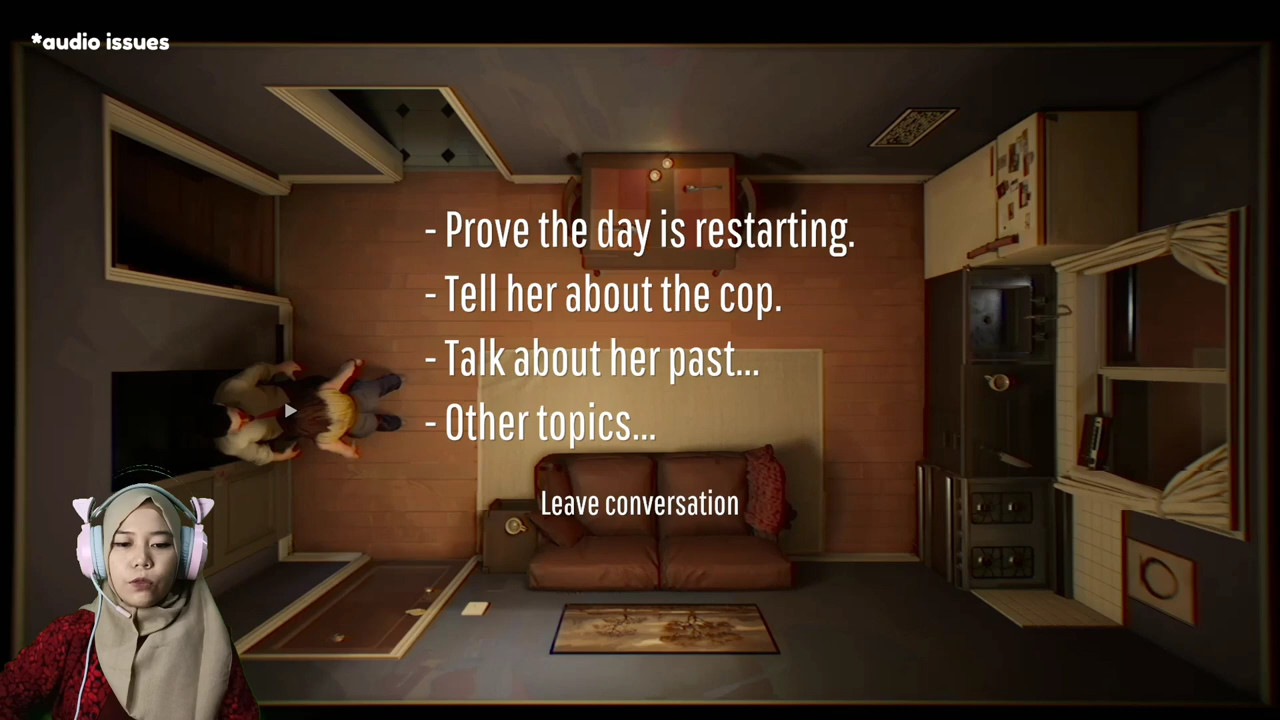 *audio issues
- Prove the day is restarting.
- Tell her about the cop.
- Talk about her past...
- Other topics...
Leave conversation